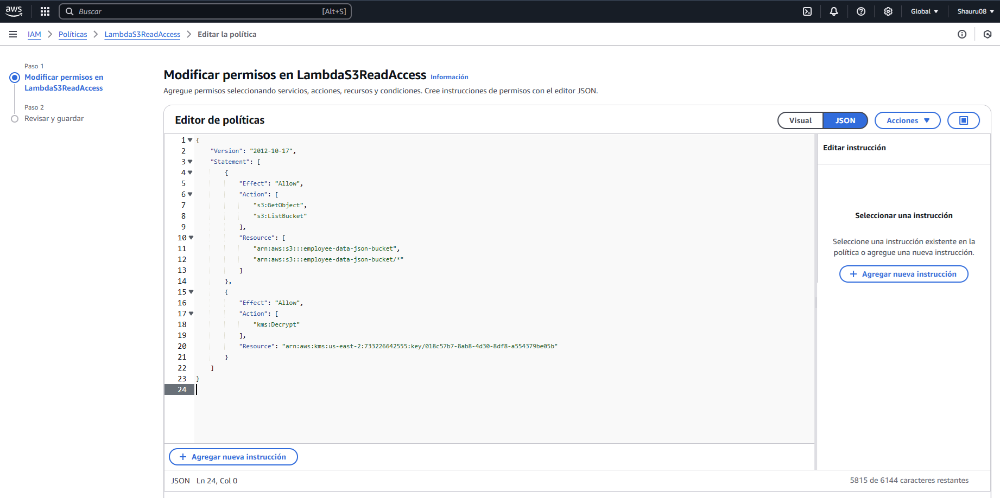 aws
Buscar [Alt+S]
Global Shauru08
IAM Políticas LambdaS3ReadAccess Editar la política
Paso 1
Modificar permisos en
LambdaS3ReadAccess
Paso 2
Revisar y guardar
Modificar permisos en LambdaS3ReadAccess Información
Agregue permisos seleccionando servicios, acciones, recursos y condiciones. Cree instrucciones de permisos con el editor JSON.
Editor de políticas
Visual JSON Acciones
1 {
2 "Version": "2012-10-17",
3 "Statement": [
4 {
5 "Effect": "Allow",
6 "Action": [
7 "s3:GetObject",
8 "s3:ListBucket"
9 ],
10 "Resource": [
11 "arn:aws:s3:::employee-data-json-bucket",
12 "arn:aws:s3:::employee-data-json-bucket/*"
13 ]
14 },
15 {
16 "Effect": "Allow",
17 "Action": [
18 "kms:Decrypt"
19 ],
20 "Resource": "arn:aws:kms:us-east-2:733226642555:key/018c57b7-8ab8-4d30-8df8-a554379be05b"
21 }
22 ]
23 }
24
Editar instrucción
Seleccionar una instrucción
Seleccione una instrucción existente en la
política o agregue una nueva instrucción.
+ Agregar nueva instrucción
+ Agregar nueva instrucción
JSON Ln 24, Col 0
5815 de 6144 caracteres restantes